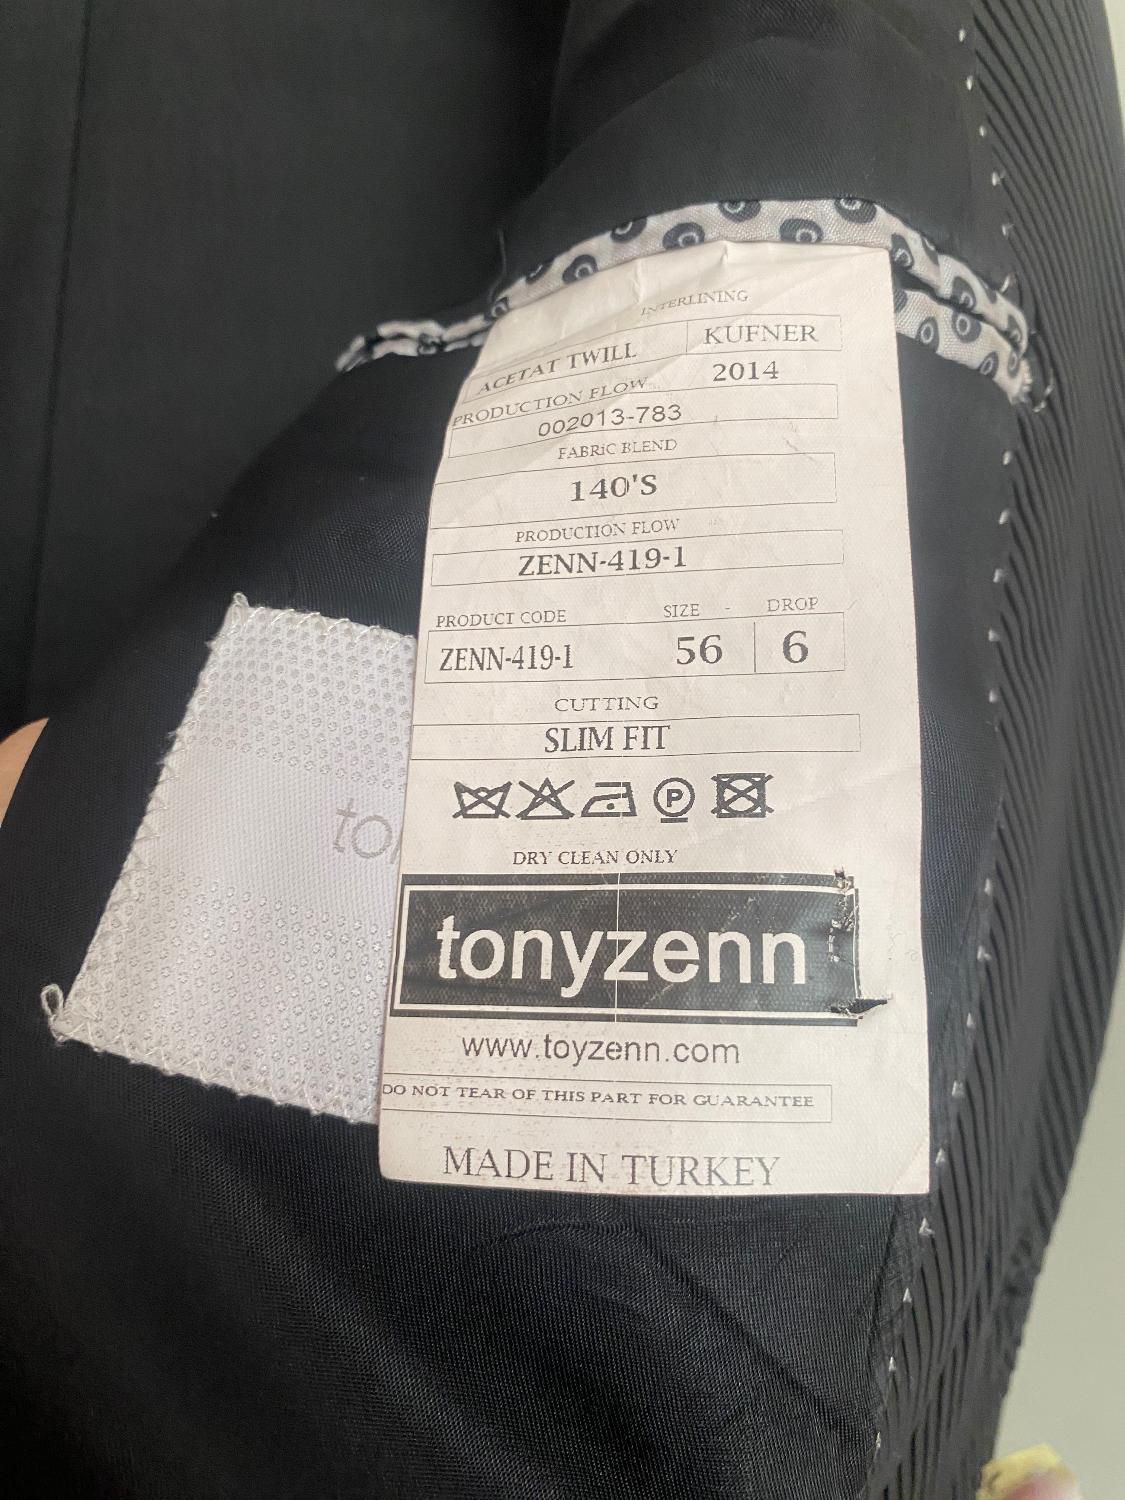 INTERLINING
ACETAT TWILL KUFNER
PRODUCTION FLOW 2014
002013-783
FABRIC BLEND
140'S
PRODUCTION FLOW
ZENN-419-1
PRODUCT CODE SIZE - DROP
ZENN-419-1 56 6
CUTTING
SLIM FIT
P
DRY CLEAN ONLY
tonyzenn
www.toyzenn.com
DO NOT TEAR OF THIS PART FOR GUARANTEE
MADE IN TURKEY
to